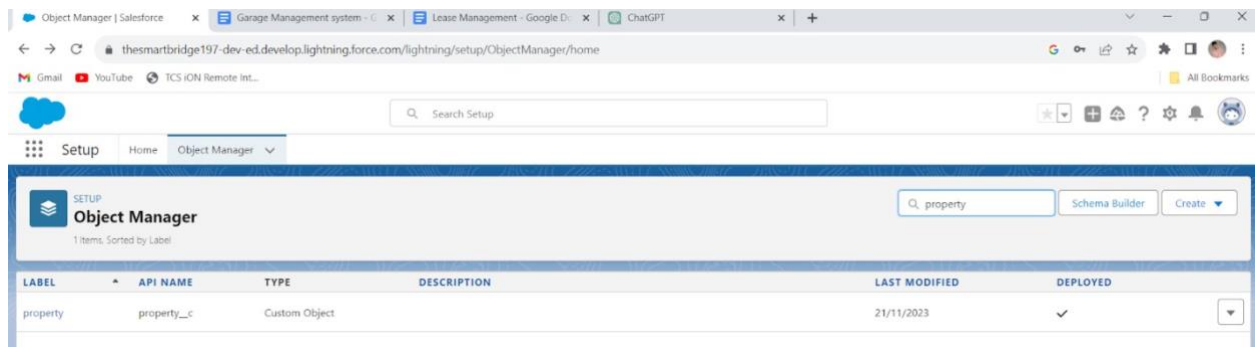 Object Manager | Salesforce
Garage Management system - G
Lease Management - Google Do
ChatGPT
thesmartbridge197-dev-ed.develop.lightning.force.com/lightning/setup/ObjectManager/home
Gmail YouTube TCS iON Remote Int... All Bookmarks
Search Setup
Setup Home Object Manager
SETUP
Object Manager
1 Items, Sorted by Label
property Schema Builder Create
LABEL API NAME TYPE DESCRIPTION LAST MODIFIED DEPLOYED
property property__c Custom Object 21/11/2023